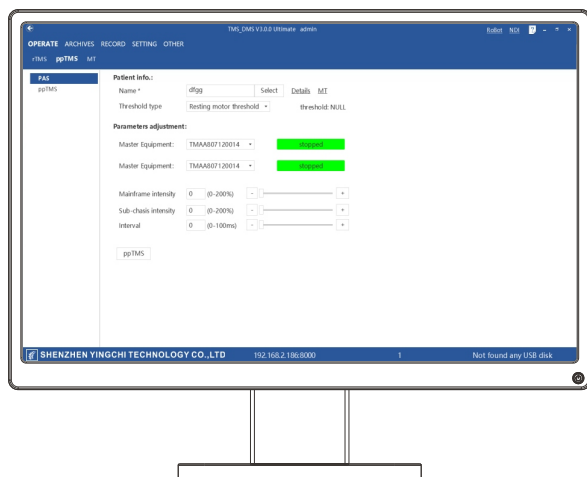 TMS_DMS V3.0.0 Ultimate admin Ballet NDI ?
OPERATE ARCHIVES RECORD SETTING OTHER
rTMS ppTMS MT
PAS
ppTMS
Patient info.:
Name * dfgg Select Details MT
Threshold type Resting motor threshold threshold: NULL
Parameters adjustment:
Master Equipment: TMAA807120014 stopped
Master Equipment: TMAA807120014 stopped
Mainframe intensity 0 (0-200%) - +
Sub-chasis intensity 0 (0-200%) - +
Interval 0 (0-100ms) - +
ppTMS
SHENZHEN YINGCHI TECHNOLOGY CO.,LTD 192.168.2.186:8000 1 Not found any USB disk